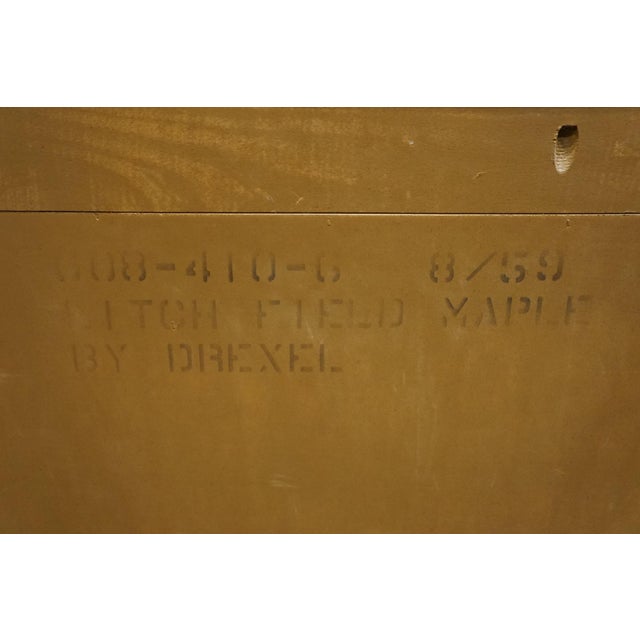 608-410-6 8/59
LITCH FIELD MAPLE
BY DREXEL